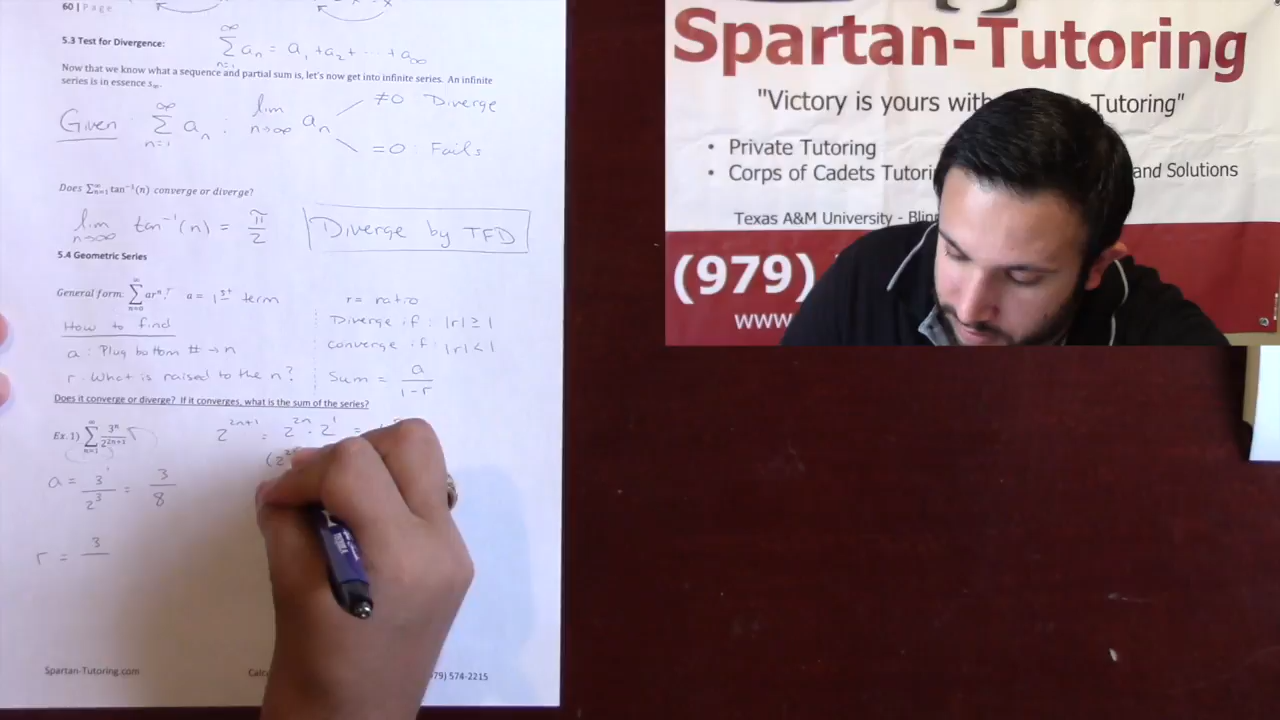 60 | Page
5.3 Test for Divergence:
∞
∑ aₙ = a₁ + a₂ + ⋯ + a∞
n=1
Now that we know what a sequence and partial sum is, let's now get into infinite series. An infinite
series is in essence s∞.
Given: ∞∑n=1 aₙ : lim n→∞ aₙ
≠0 Diverge
=0 : Fails
Does ∑∞n=1 tan⁻¹(n) converge or diverge?
lim n→∞ tan⁻¹(n) = π/2
Diverge by TFD
5.4 Geometric Series
General form: ∞∑n=0 arⁿ. a = 1st term
How to find
a : Plug bottom # → n
r : What is raised to the n?
r = ratio
Diverge if : |r| ≥ 1
converge if : |r| < 1
Sum = a/(1-r)
Does it converge or diverge? If it converges, what is the sum of the series?
Ex. 1) ∞∑n=1 3ⁿ/2²ⁿ⁺¹
2²ⁿ⁺¹ = 2²ⁿ · 2¹ =
a = 3¹/2³ = 3/8
r = 3
Spartan-Tutoring.com
79) 574-2215
Spartan-Tutoring
"Victory is yours with -Tutoring"
• Private Tutoring
• Corps of Cadets and Solutions
Texas A&M University -
(979)
www